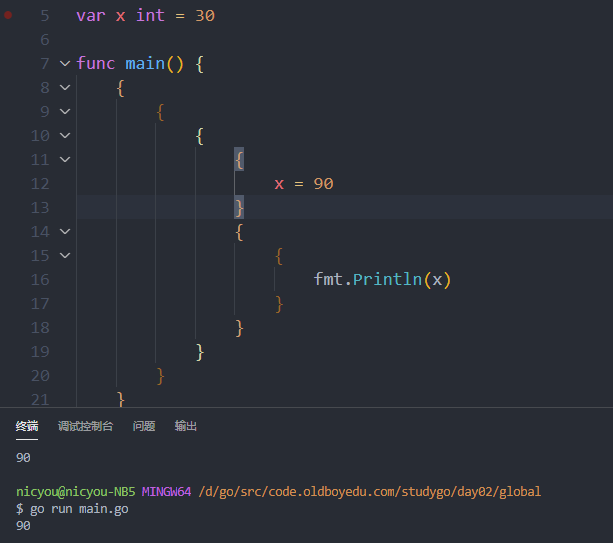 5 var x int = 30
6
7 func main() {
8 {
9 {
10 {
11 {
12 x = 90
13 }
14 {
15 {
16 fmt.Println(x)
17 }
18 }
19 }
20 }
21 }
终端 调试控制台 问题 输出
90
nicyou@nicyou-NB5 MINGW64 /d/go/src/code.oldboyedu.com/studygo/day02/global
$ go run main.go
90